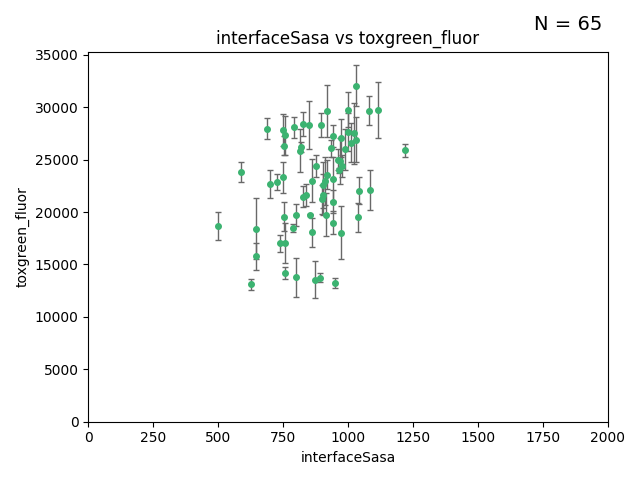 N = 65
interfaceSasa vs toxgreen_fluor
35000
30000
25000
20000
15000
10000
5000
0
toxgreen_fluor
0 250 500 750 1000 1250 1500 1750 2000
interfaceSasa